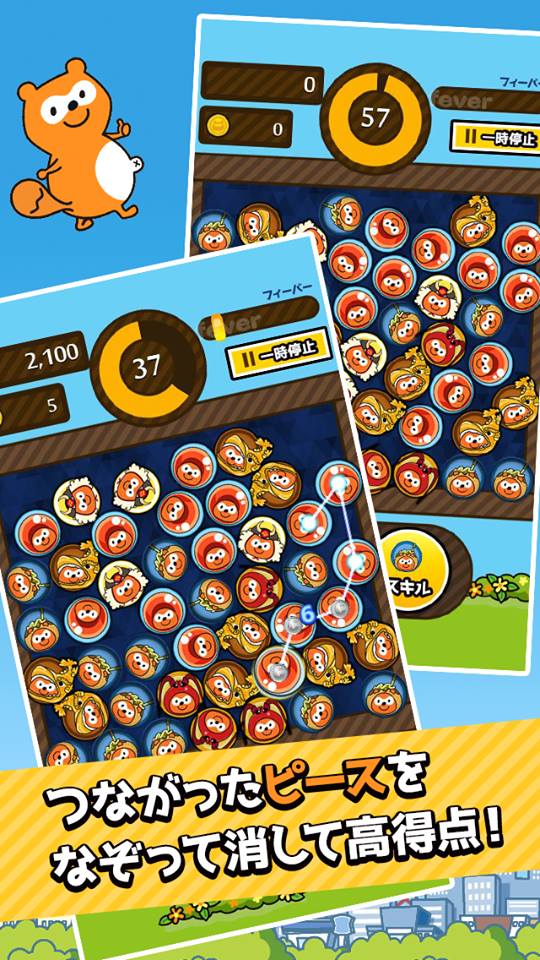 0
57
フィーバー
fever
0
一時停止
フィーバー
fever
2,100
37
一時停止
5
6
スキル
つながったピースを
なぞって消して高得点!